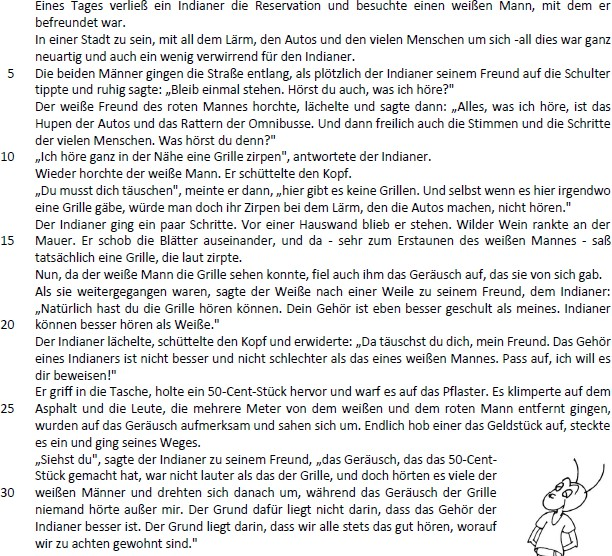 Eines Tages verließ ein Indianer die Reservation und besuchte einen weißen Mann, mit dem er
befreundet war.
In einer Stadt zu sein, mit all dem Lärm, den Autos und den vielen Menschen um sich -all dies war ganz
neuartig und auch ein wenig verwirrend für den Indianer.
5 Die beiden Männer gingen die Straße entlang, als plötzlich der Indianer seinem Freund auf die Schulter
tippte und ruhig sagte: „Bleib einmal stehen. Hörst du auch, was ich höre?"
Der weiße Freund des roten Mannes horchte, lächelte und sagte dann: „Alles, was ich höre, ist das
Hupen der Autos und das Rattern der Omnibusse. Und dann freilich auch die Stimmen und die Schritte
der vielen Menschen. Was hörst du denn?"
10 „Ich höre ganz in der Nähe eine Grille zirpen", antwortete der Indianer.
Wieder horchte der weiße Mann. Er schüttelte den Kopf.
„Du musst dich täuschen", meinte er dann, „hier gibt es keine Grillen. Und selbst wenn es hier irgendwo
eine Grille gäbe, würde man doch ihr Zirpen bei dem Lärm, den die Autos machen, nicht hören."
Der Indianer ging ein paar Schritte. Vor einer Hauswand blieb er stehen. Wilder Wein rankte an der
15 Mauer. Er schob die Blätter auseinander, und da - sehr zum Erstaunen des weißen Mannes - saß
tatsächlich eine Grille, die laut zirpte.
Nun, da der weiße Mann die Grille sehen konnte, fiel auch ihm das Geräusch auf, das sie von sich gab.
Als sie weitergegangen waren, sagte der Weiße nach einer Weile zu seinem Freund, dem Indianer:
„Natürlich hast du die Grille hören können. Dein Gehör ist eben besser geschult als meines. Indianer
20 können besser hören als Weiße."
Der Indianer lächelte, schüttelte den Kopf und erwiderte: „Da täuschst du dich, mein Freund. Das Gehör
eines Indianers ist nicht besser und nicht schlechter als das eines weißen Mannes. Pass auf, ich will es
dir beweisen!"
Er griff in die Tasche, holte ein 50-Cent-Stück hervor und warf es auf das Pflaster. Es klimperte auf dem
25 Asphalt und die Leute, die mehrere Meter von dem weißen und dem roten Mann entfernt gingen,
wurden auf das Geräusch aufmerksam und sahen sich um. Endlich hob einer das Geldstück auf, steckte
es ein und ging seines Weges.
„Siehst du", sagte der Indianer zu seinem Freund, „das Geräusch, das das 50-Cent-
Stück gemacht hat, war nicht lauter als das der Grille, und doch hörten es viele der
30 weißen Männer und drehten sich danach um, während das Geräusch der Grille
niemand hörte außer mir. Der Grund dafür liegt nicht darin, dass das Gehör der
Indianer besser ist. Der Grund liegt darin, dass wir alle stets das gut hören, worauf
wir zu achten gewohnt sind."